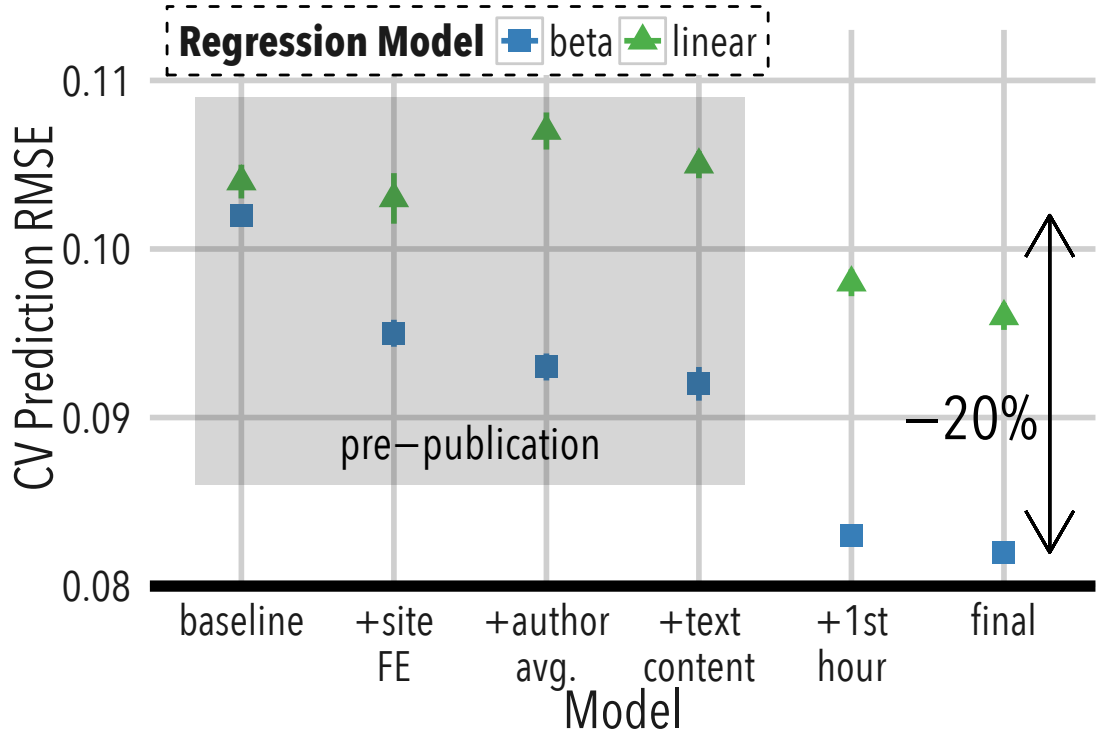 Regression Model beta linear
CV Prediction RMSE
0.11
0.10
0.09
0.08
pre−publication
−20%
baseline
+site
FE
+author
avg.
+text
content
+1st
hour
final
Model